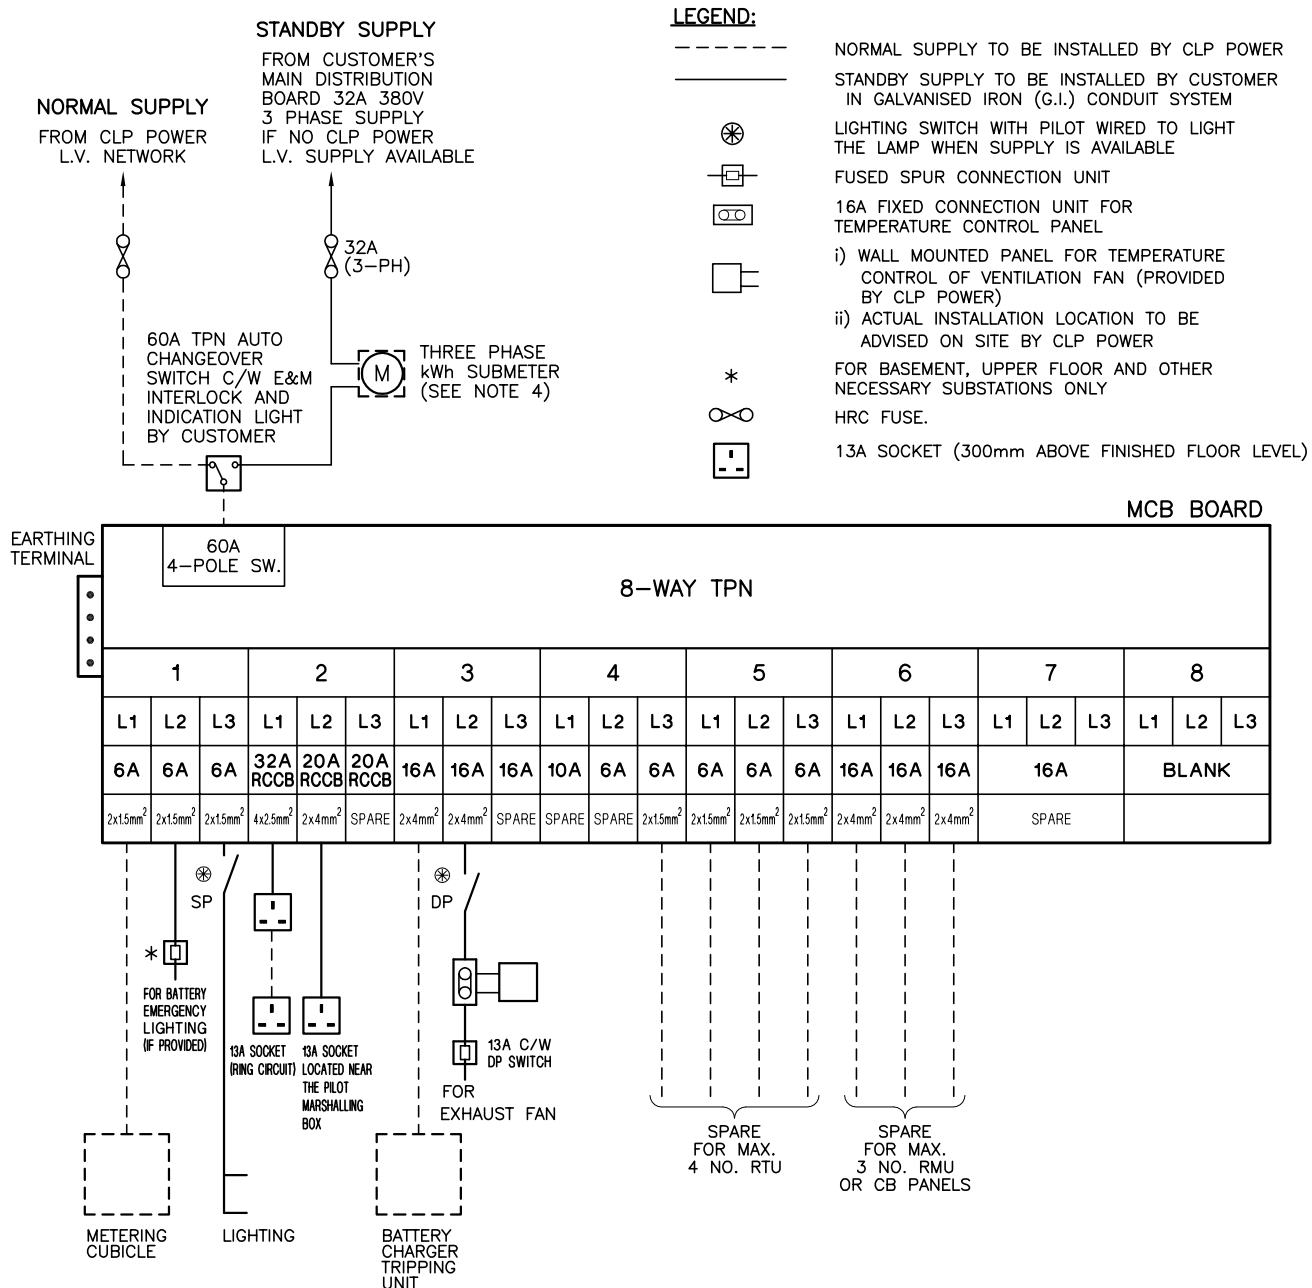 STANDBY SUPPLY
FROM CUSTOMER'S
MAIN DISTRIBUTION
BOARD 32A 380V
3 PHASE SUPPLY
IF NO CLP POWER
L.V. SUPPLY AVAILABLE
NORMAL SUPPLY
FROM CLP POWER
L.V. NETWORK
32A
(3-PH)
60A TPN AUTO
CHANGEOVER
SWITCH C/W E&M
INTERLOCK AND
INDICATION LIGHT
BY CUSTOMER
M
THREE PHASE
kWh SUBMETER
(SEE NOTE 4)
LEGEND:
NORMAL SUPPLY TO BE INSTALLED BY CLP POWER
STANDBY SUPPLY TO BE INSTALLED BY CUSTOMER
IN GALVANISED IRON (G.I.) CONDUIT SYSTEM
LIGHTING SWITCH WITH PILOT WIRED TO LIGHT
THE LAMP WHEN SUPPLY IS AVAILABLE
FUSED SPUR CONNECTION UNIT
16A FIXED CONNECTION UNIT FOR
TEMPERATURE CONTROL PANEL
i) WALL MOUNTED PANEL FOR TEMPERATURE
CONTROL OF VENTILATION FAN (PROVIDED
BY CLP POWER)
ii) ACTUAL INSTALLATION LOCATION TO BE
ADVISED ON SITE BY CLP POWER
* FOR BASEMENT, UPPER FLOOR AND OTHER
NECESSARY SUBSTATIONS ONLY
HRC FUSE.
13A SOCKET (300mm ABOVE FINISHED FLOOR LEVEL)
MCB BOARD
EARTHING
TERMINAL
60A
4-POLE SW.
8-WAY TPN
1 2 3 4 5 6 7 8
L1 L2 L3 L1 L2 L3 L1 L2 L3 L1 L2 L3 L1 L2 L3 L1 L2 L3 L1 L2 L3 L1 L2 L3
6A 6A 6A 32A RCCB 20A RCCB 20A RCCB 16A 16A 16A 10A 6A 6A 6A 6A 6A 16A 16A 16A 16A BLANK
2x1.5mm² 2x1.5mm² 2x1.5mm² 4x2.5mm² 2x4mm² SPARE 2x4mm² 2x4mm² SPARE SPARE SPARE 2x1.5mm² 2x1.5mm² 2x1.5mm² 2x1.5mm² 2x4mm² 2x4mm² 2x4mm² SPARE
SP
DP
*
FOR BATTERY
EMERGENCY
LIGHTING
(IF PROVIDED)
13A SOCKET
(RING CIRCUIT)
13A SOCKET
LOCATED NEAR
THE PILOT
MARSHALLING
BOX
13A C/W
DP SWITCH
FOR
EXHAUST FAN
SPARE
FOR MAX.
4 NO. RTU
SPARE
FOR MAX.
3 NO. RMU
OR CB PANELS
METERING
CUBICLE
LIGHTING
BATTERY
CHARGER
TRIPPING
UNIT